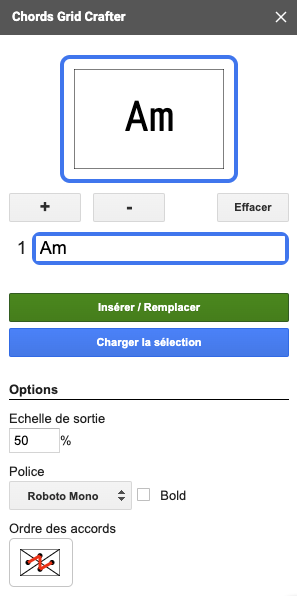 Chords Grid Crafter ×
Am
+ - Effacer
1 Am
Insérer / Remplacer
Charger la sélection
Options
Echelle de sortie
50 %
Police
Roboto Mono Bold
Ordre des accords